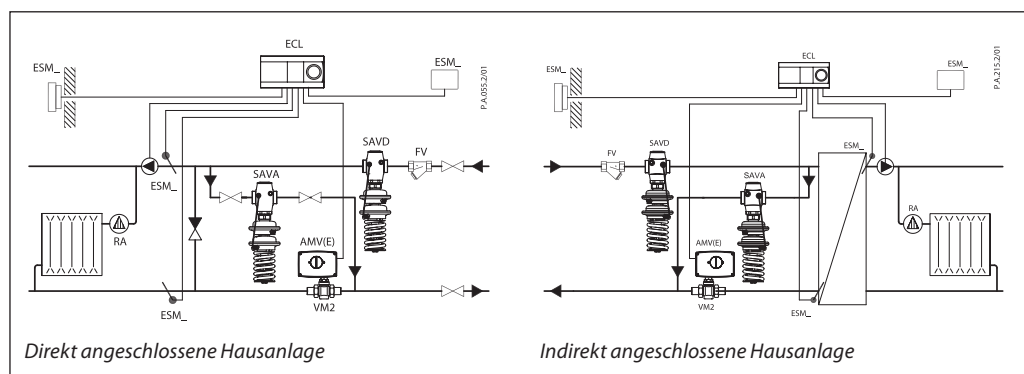 ECL
ESM_
ESM_
P.A.055.2/01
SAVD
FV
SAVA
ESM_
RA
AMV(E)
VM2
ESM_
Direkt angeschlossene Hausanlage
ECL
ESM_
ESM_
P.A.215.2/01
SAVD
FV
ESM_
SAVA
RA
AMV(E)
VM2
ESM_
Indirekt angeschlossene Hausanlage